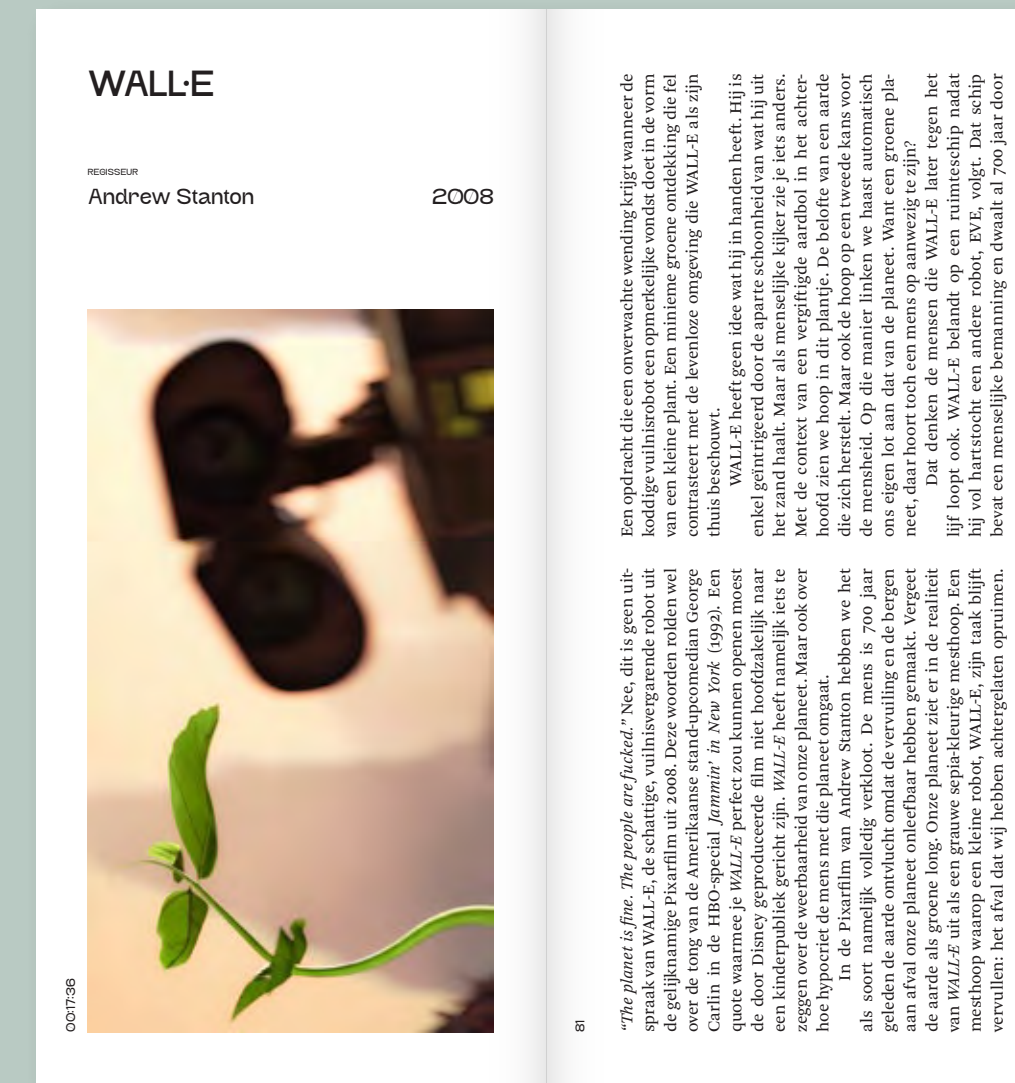 WALL·E
REGISSEUR
Andrew Stanton 2008
00:17:36
81
“The planet is fine. The people are fucked.” Nee, dit is geen uit-
spraak van WALL-E, de schattige, vuilnisvergarende robot uit
de gelijknamige Pixarfilm uit 2008. Deze woorden rolden wel
over de tong van de Amerikaanse stand-upcomedian George
Carlin in de HBO-special Jammin’ in New York (1992). Een
quote waarmee je WALL-E perfect zou kunnen openen moest
de door Disney geproduceerde film niet hoofdzakelijk naar
een kinderpubliek gericht zijn. WALL-E heeft namelijk iets te
zeggen over de weerbaarheid van onze planeet. Maar ook over
hoe hypocriet de mens met die planeet omgaat.
In de Pixarfilm van Andrew Stanton hebben we het
als soort namelijk volledig verkloot. De mens is 700 jaar
geleden de aarde ontvlucht omdat de vervuiling en de bergen
aan afval onze planeet onleefbaar hebben gemaakt. Vergeet
de aarde als groene long. Onze planeet ziet er in de realiteit
van WALL-E uit als een grauwe sepia-kleurige mesthoop. Een
mesthoop waarop een kleine robot, WALL-E, zijn taak blijft
vervullen: het afval dat wij hebben achtergelaten opruimen.
Een opdracht die een onverwachte wending krijgt wanneer de
koddige vuilnisrobot een opmerkelijke vondst doet in de vorm
van een kleine plant. Een minieme groene ontdekking die fel
contrasteert met de levenloze omgeving die WALL-E als zijn
thuis beschouwt.
WALL-E heeft geen idee wat hij in handen heeft. Hij is
enkel geïntrigeerd door de aparte schoonheid van wat hij uit
het zand haalt. Maar als menselijke kijker zie je iets anders.
Met de context van een vergiftigde aardbol in het achter-
hoofd zien we hoop in dit plantje. De belofte van een aarde
die zich herstelt. Maar ook de hoop op een tweede kans voor
de mensheid. Op die manier linken we haast automatisch
ons eigen lot aan dat van de planeet. Want een groene pla-
neet, daar hoort toch een mens op aanwezig te zijn?
Dat denken de mensen die WALL-E later tegen het
lijf loopt ook. WALL-E belandt op een ruimteschip nadat
hij vol hartstocht een andere robot, EVE, volgt. Dat schip
bevat een menselijke bemanning en dwaalt al 700 jaar door